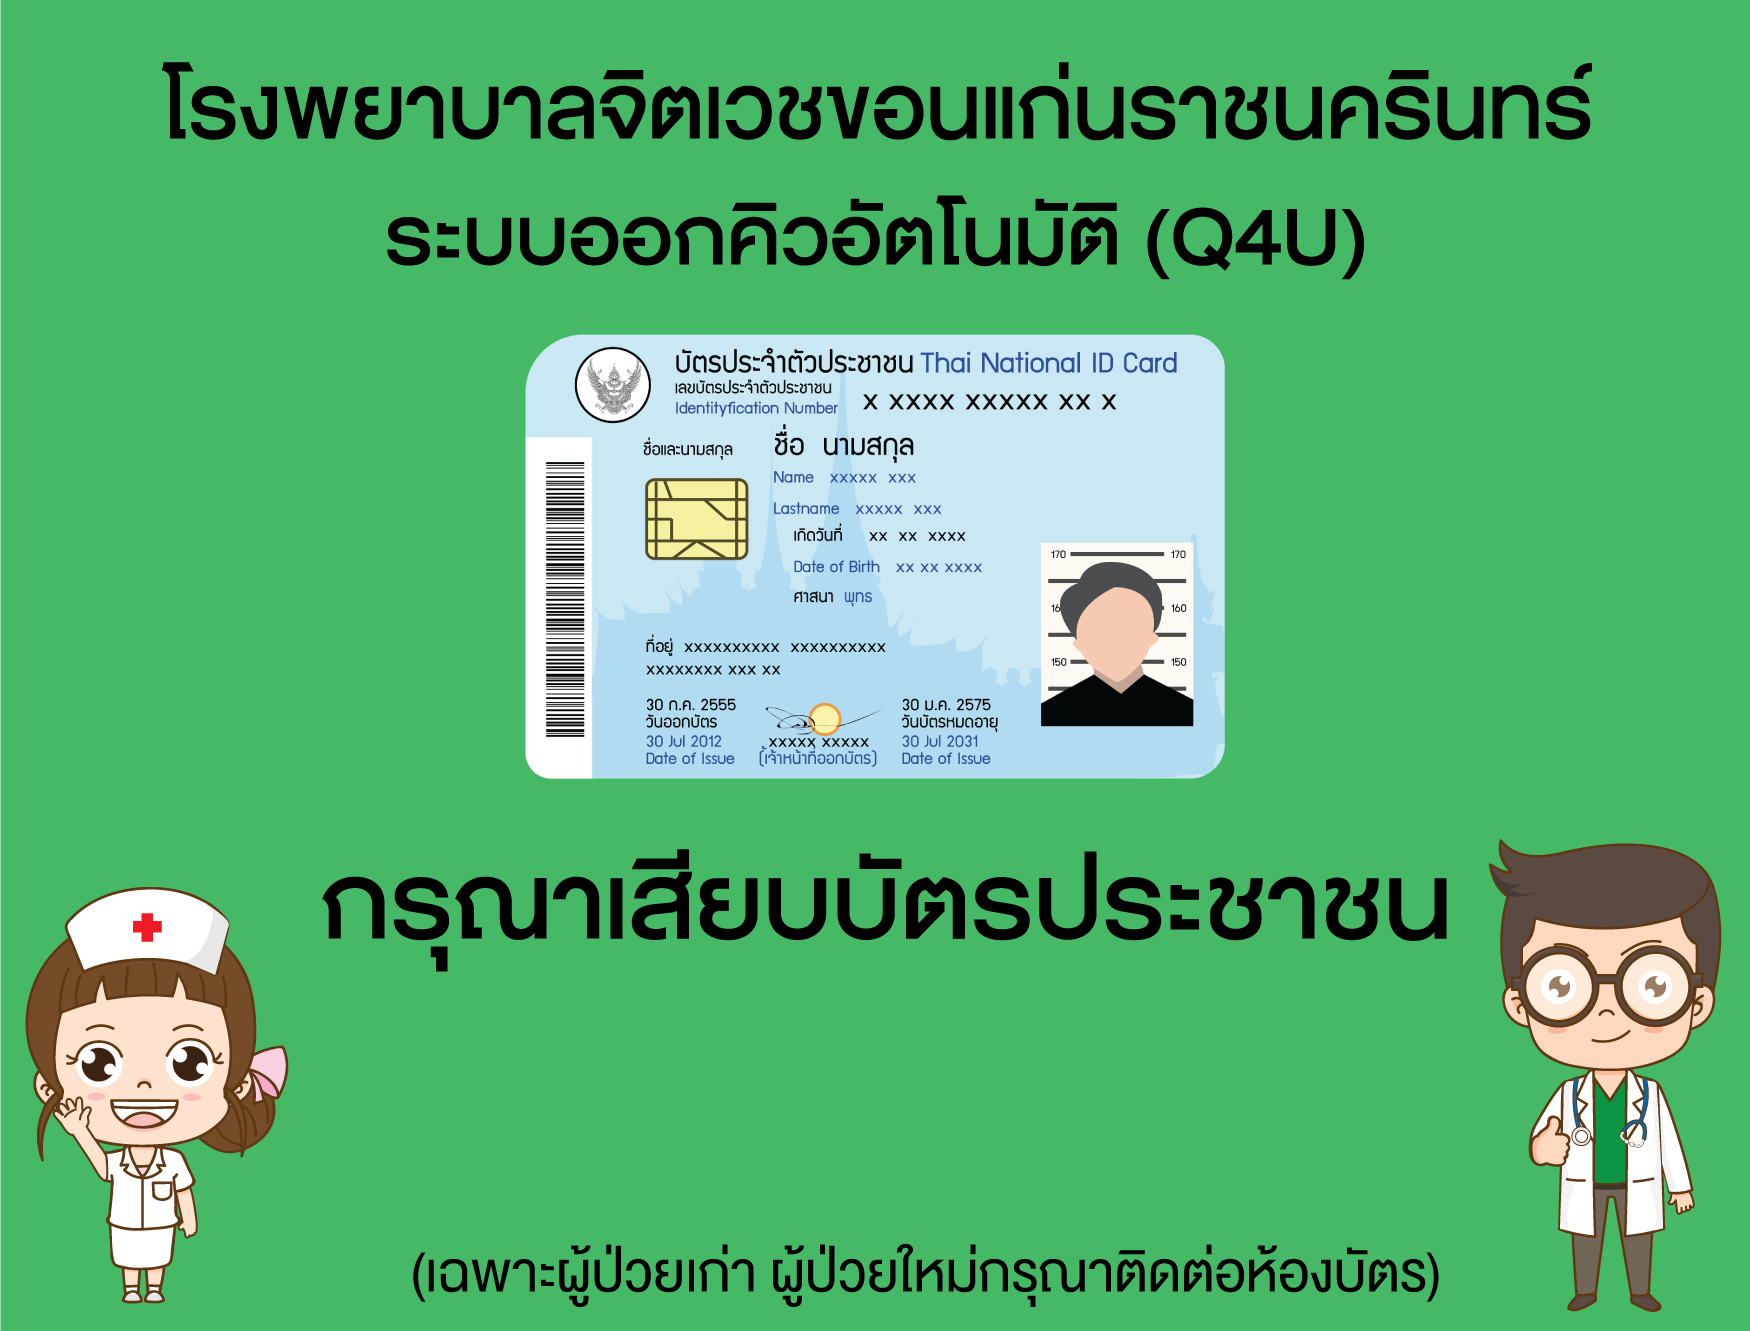 โรงพยาบาลจิตเวชขอนแก่นราชนครินทร์
ระบบออกคิวอัตโนมัติ (Q4U)
บัตรประจำตัวประชาชน Thai National ID Card
เลขบัตรประจำตัวประชาชน
Identityfication Number x xxxx xxxxx xx x
ชื่อและนามสกุล ชื่อ นามสกุล
Name xxxxx xxx
Lastname xxxxx xxx
เกิดวันที่ xx xx xxxx
Date of Birth xx xx xxxx
ศาสนา พุทธ
170 170
16 160
150 150
ที่อยู่ xxxxxxxxxx xxxxxxxxxx
xxxxxxxx xxx xx
30 ก.ค. 2555 30 ม.ค. 2575
วันออกบัตร วันบัตรหมดอายุ
30 Jul 2012 xxxxx xxxxx 30 Jul 2031
Date of Issue (เจ้าหน้าที่ออกบัตร) Date of Issue
กรุณาเสียบบัตรประชาชน
(เฉพาะผู้ป่วยเก่า ผู้ป่วยใหม่กรุณาติดต่อห้องบัตร)